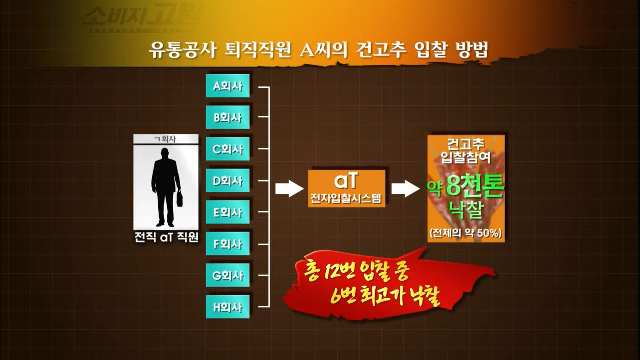 소비자고발
유통공사 퇴직직원 A씨의 건고추 입찰 방법
ㄱ회사
전직 aT 직원
A회사
B회사
C회사
D회사
E회사
F회사
G회사
H회사
aT
전자입찰시스템
건고추
입찰참여
약 8천톤
낙찰
(전체의 약 50%)
총 12번 입찰 중
6번 최고가 낙찰